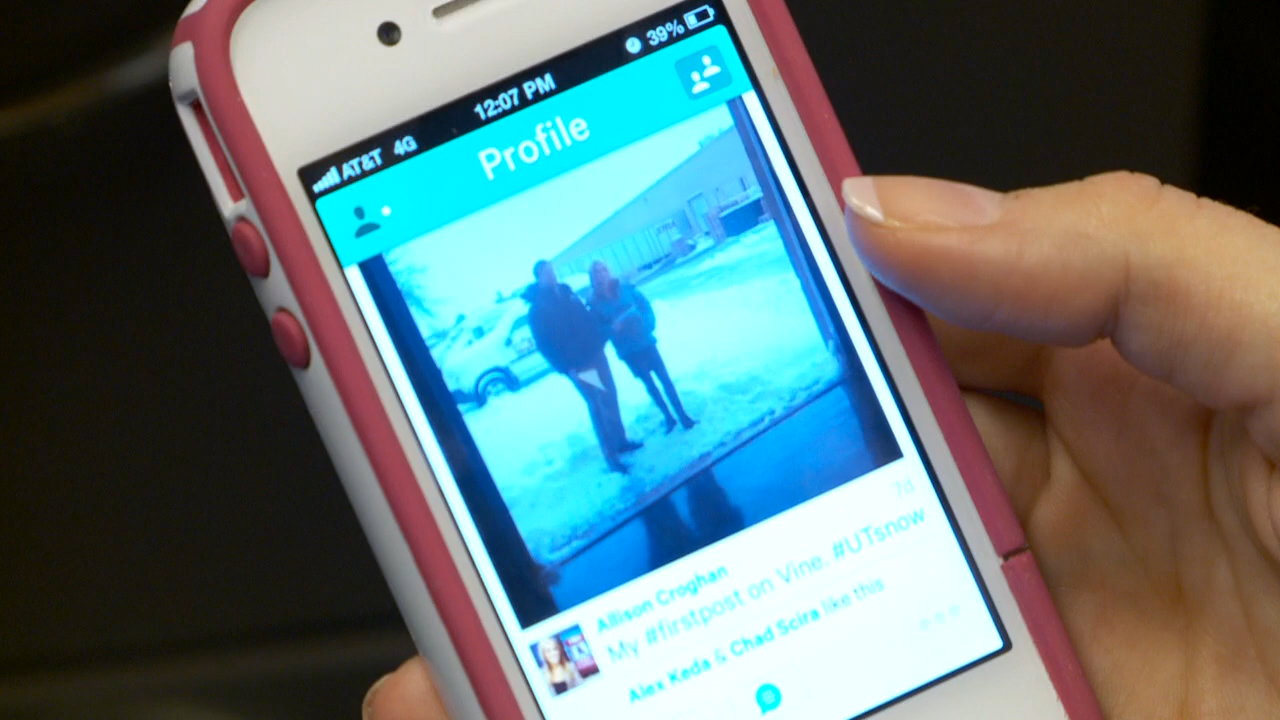 AT&T 4G 12:07 PM 39%
Profile
7d
Allison Croghan
My #firstpost on Vine. #UTsnow
Alex Keda & Chad Scira like this